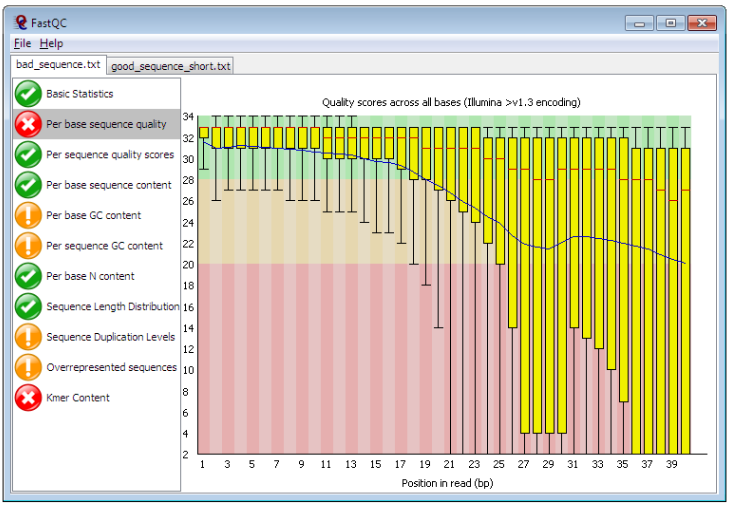 FastQC
File Help
bad_sequence.txt good_sequence_short.txt
Basic Statistics
Per base sequence quality
Per sequence quality scores
Per base sequence content
Per base GC content
Per sequence GC content
Per base N content
Sequence Length Distribution
Sequence Duplication Levels
Overrepresented sequences
Kmer Content
Quality scores across all bases (Illumina >v1.3 encoding)
34
32
30
28
26
24
22
20
18
16
14
12
10
8
6
4
2
1 3 5 7 9 11 13 15 17 19 21 23 25 27 29 31 33 35 37 39
Position in read (bp)